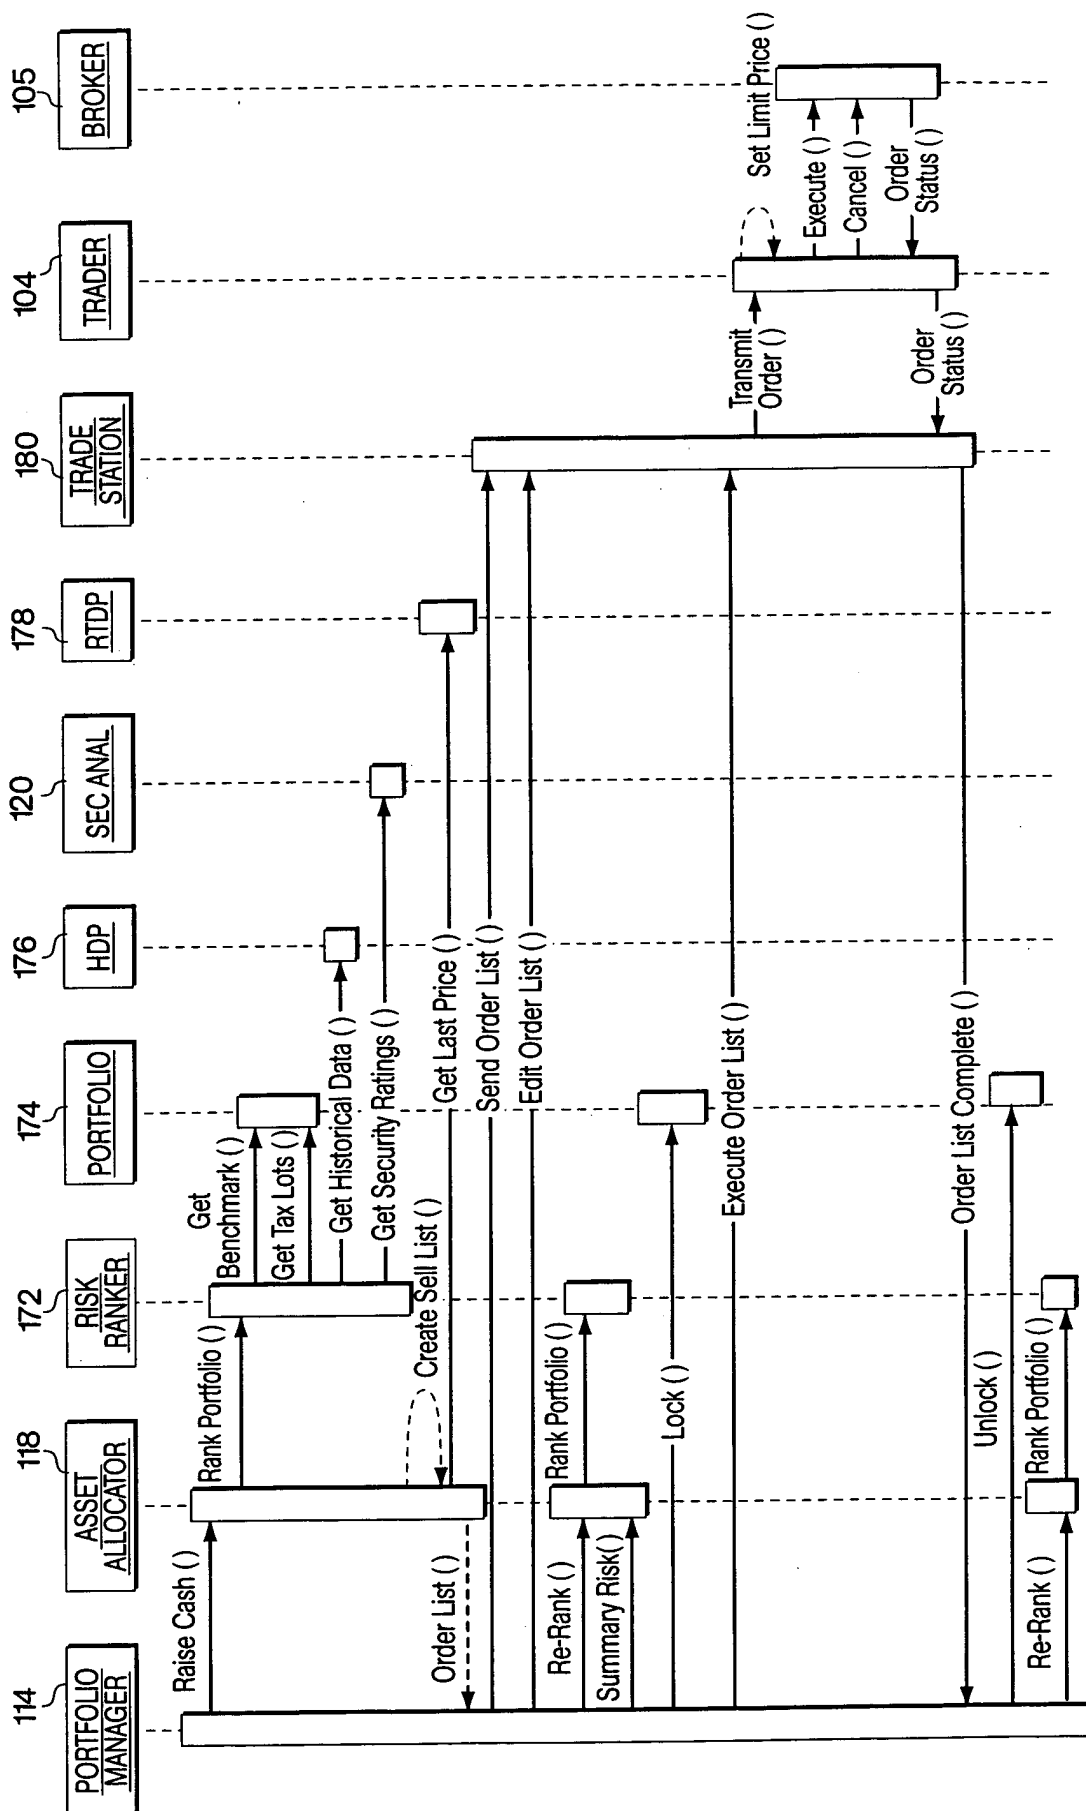 114
PORTFOLIO
MANAGER
118
ASSET
ALLOCATOR
172
RISK
RANKER
174
PORTFOLIO
176
HDP
120
SEC ANAL
178
RTDP
180
TRADE
STATION
104
TRADER
105
BROKER
Raise Cash ( )
Rank Portfolio ( )
Get
Benchmark ( )
Get Tax Lots ( )
Get Historical Data ( )
Get Security Ratings ( )
Create Sell List ( )
Get Last Price ( )
Order List ( )
Send Order List ( )
Edit Order List ( )
Re-Rank ( )
Rank Portfolio ( )
Summary Risk( )
Lock ( )
Execute Order List ( )
Transmit
Order ( )
Set Limit Price ( )
Execute ( )
Cancel ( )
Order
Status ( )
Order
Status ( )
Order List Complete ( )
Unlock ( )
Re-Rank ( )
Rank Portfolio ( )